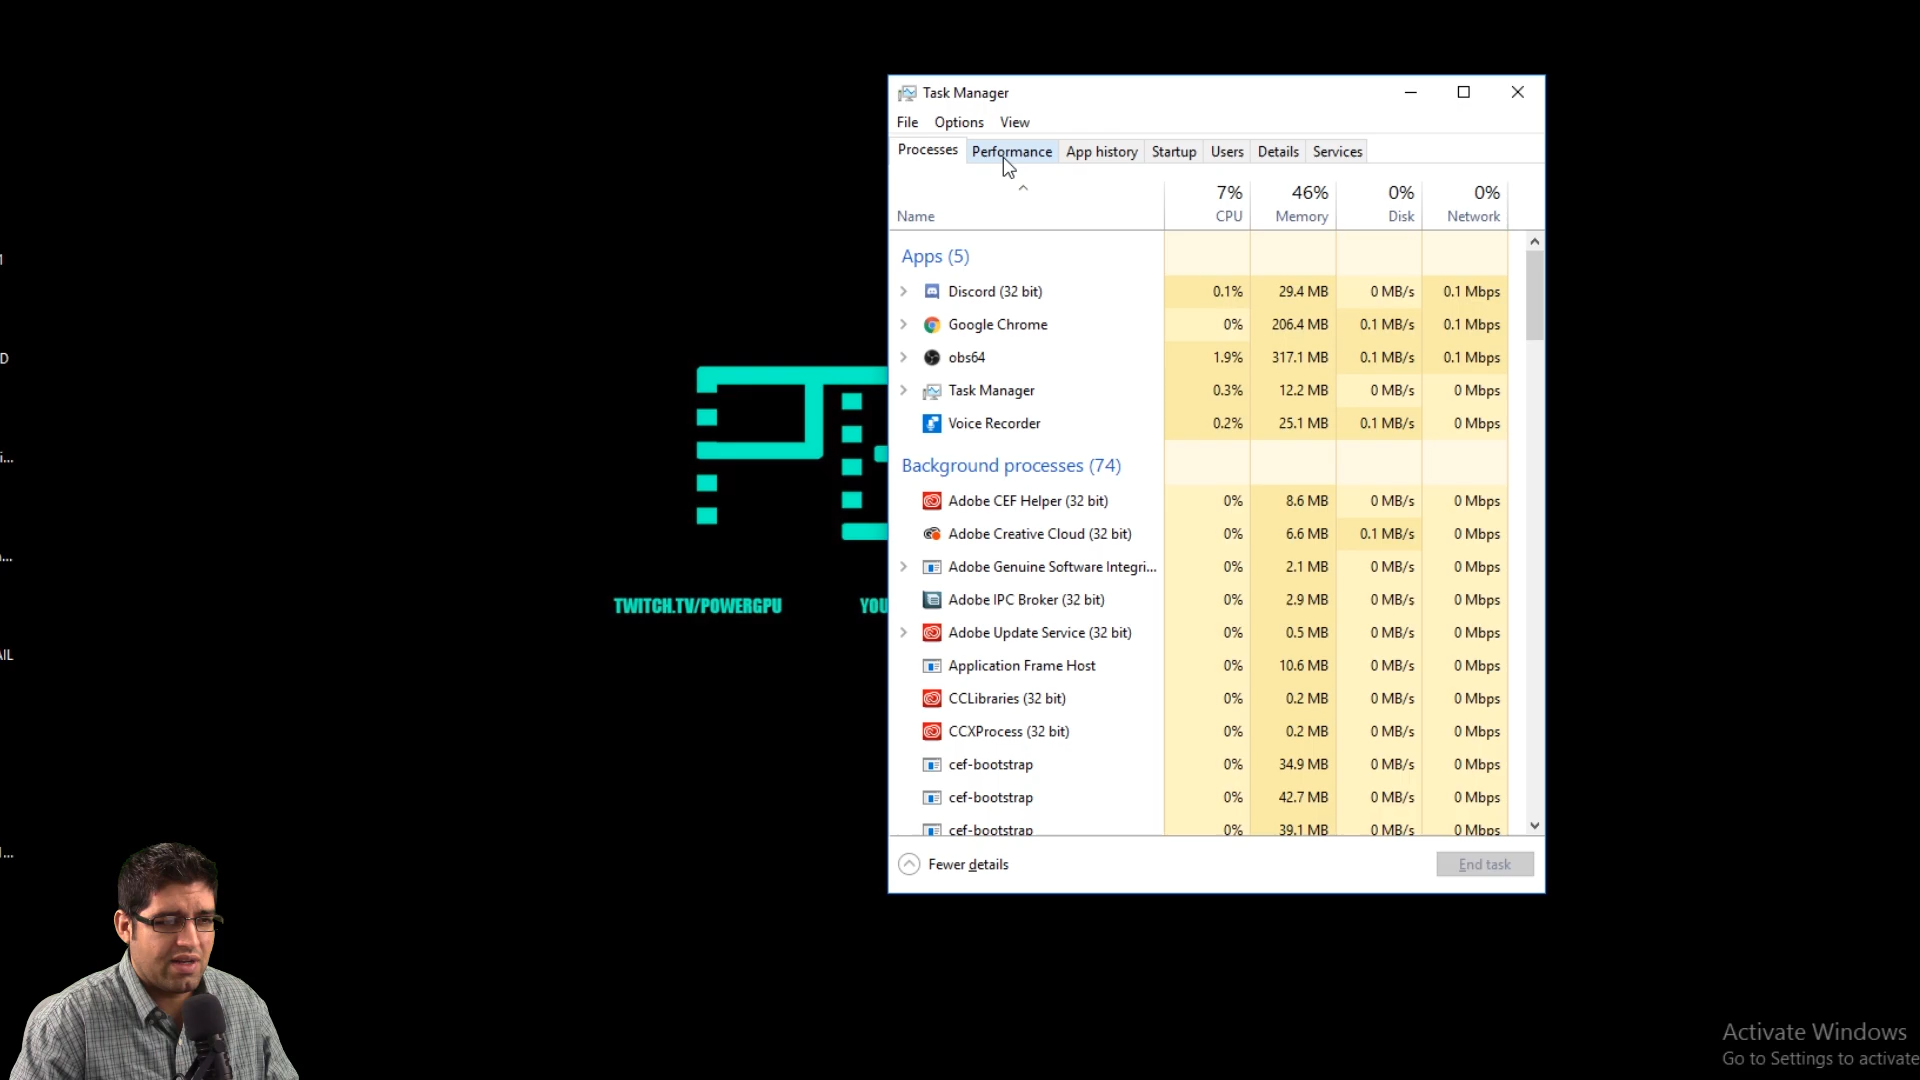 Task Manager
File Options View
Processes Performance App history Startup Users Details Services
7% 46% 0% 0%
Name CPU Memory Disk Network
Apps (5)
Discord (32 bit) 0.1% 29.4 MB 0 MB/s 0.1 Mbps
Google Chrome 0% 206.4 MB 0.1 MB/s 0.1 Mbps
obs64 1.9% 317.1 MB 0.1 MB/s 0.1 Mbps
Task Manager 0.3% 12.2 MB 0 MB/s 0 Mbps
Voice Recorder 0.2% 25.1 MB 0.1 MB/s 0 Mbps
Background processes (74)
Adobe CEF Helper (32 bit) 0% 8.6 MB 0 MB/s 0 Mbps
Adobe Creative Cloud (32 bit) 0% 6.6 MB 0.1 MB/s 0 Mbps
Adobe Genuine Software Integri... 0% 2.1 MB 0 MB/s 0 Mbps
Adobe IPC Broker (32 bit) 0% 2.9 MB 0 MB/s 0 Mbps
Adobe Update Service (32 bit) 0% 0.5 MB 0 MB/s 0 Mbps
Application Frame Host 0% 10.6 MB 0 MB/s 0 Mbps
CCLibraries (32 bit) 0% 0.2 MB 0 MB/s 0 Mbps
CCXProcess (32 bit) 0% 0.2 MB 0 MB/s 0 Mbps
cef-bootstrap 0% 34.9 MB 0 MB/s 0 Mbps
cef-bootstrap 0% 42.7 MB 0 MB/s 0 Mbps
cef-bootstrap 0% 39.1 MB 0 MB/s 0 Mbps
Fewer details End task
TWITCH.TV/POWERGPU YOU
D
i...
...
AIL
...
Activate Windows
Go to Settings to activate